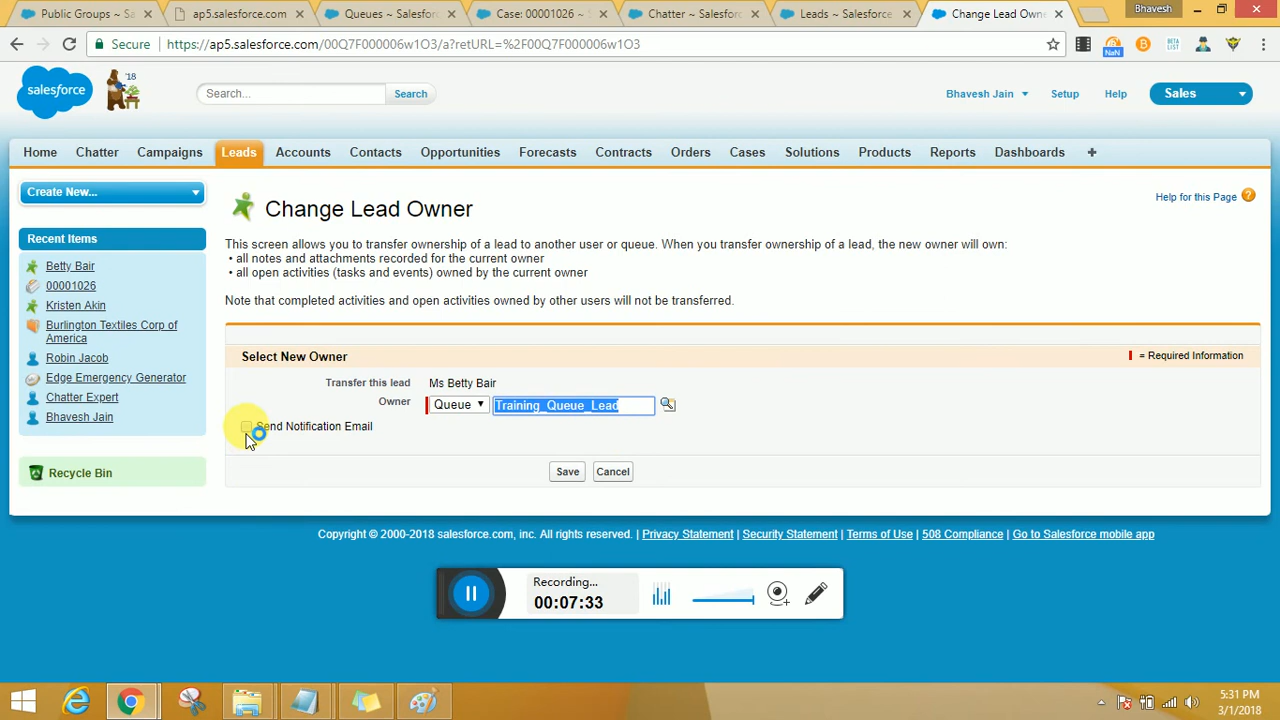 Public Groups ~ Sa
ap5.salesforce.com/
Queues ~ Salesforce
Case: 00001026 ~ S
Chatter ~ Salesforc
Leads ~ Salesforce
Change Lead Owne
Bhavesh
Secure
https://ap5.salesforce.com/00Q7F000006w1O3/a?retURL=%2F00Q7F000006w1O3
BETA LIST
NaN
salesforce
'18
Search...
Search
Bhavesh Jain
Setup
Help
Sales
Home
Chatter
Campaigns
Leads
Accounts
Contacts
Opportunities
Forecasts
Contracts
Orders
Cases
Solutions
Products
Reports
Dashboards
+
Create New...
Recent Items
Betty Bair
00001026
Kristen Akin
Burlington Textiles Corp of
America
Robin Jacob
Edge Emergency Generator
Chatter Expert
Bhavesh Jain
Recycle Bin
Change Lead Owner
Help for this Page
This screen allows you to transfer ownership of a lead to another user or queue. When you transfer ownership of a lead, the new owner will own:
• all notes and attachments recorded for the current owner
• all open activities (tasks and events) owned by the current owner
Note that completed activities and open activities owned by other users will not be transferred.
Select New Owner
= Required Information
Transfer this lead
Ms Betty Bair
Owner
Queue
Training_Queue_Lead
Send Notification Email
Save
Cancel
Copyright © 2000-2018 salesforce.com, inc. All rights reserved. | Privacy Statement | Security Statement | Terms of Use | 508 Compliance | Go to Salesforce mobile app
Recording...
00:07:33
5:31 PM
3/1/2018